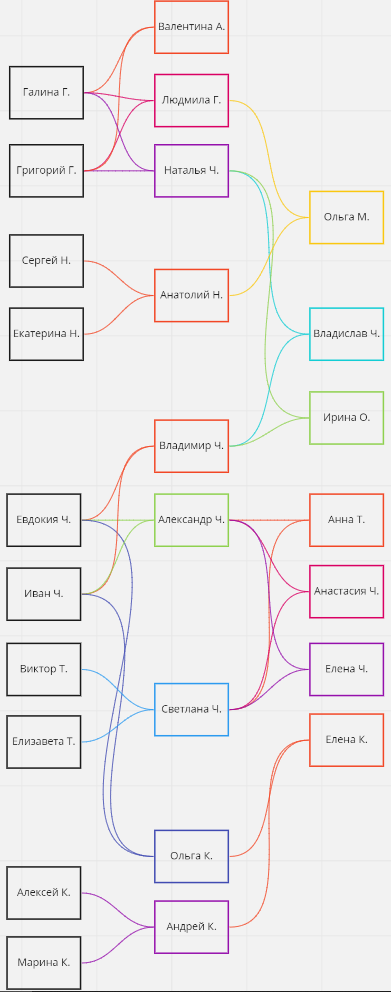 Валентина А.
Галина Г.
Людмила Г.
Григорий Г.
Наталья Ч.
Ольга М.
Сергей Н.
Анатолий Н.
Екатерина Н.
Владислав Ч.
Ирина О.
Владимир Ч.
Евдокия Ч.
Александр Ч.
Анна Т.
Иван Ч.
Анастасия Ч.
Виктор Т.
Елена Ч.
Светлана Ч.
Елизавета Т.
Елена К.
Ольга К.
Алексей К.
Андрей К.
Марина К.